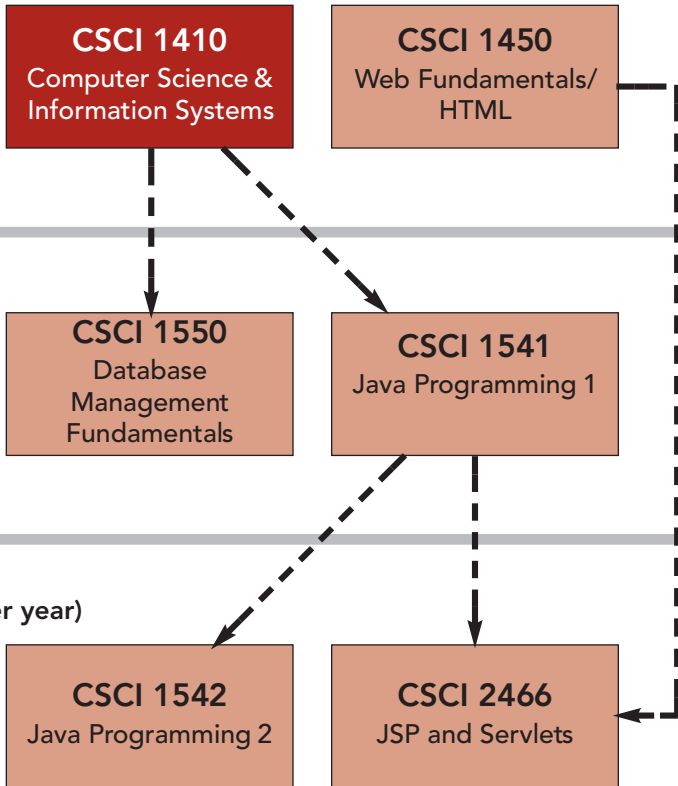 CSCI 1410
Computer Science &
Information Systems
CSCI 1450
Web Fundamentals/
HTML
CSCI 1550
Database
Management
Fundamentals
CSCI 1541
Java Programming 1
year)
CSCI 1542
Java Programming 2
CSCI 2466
JSP and Servlets